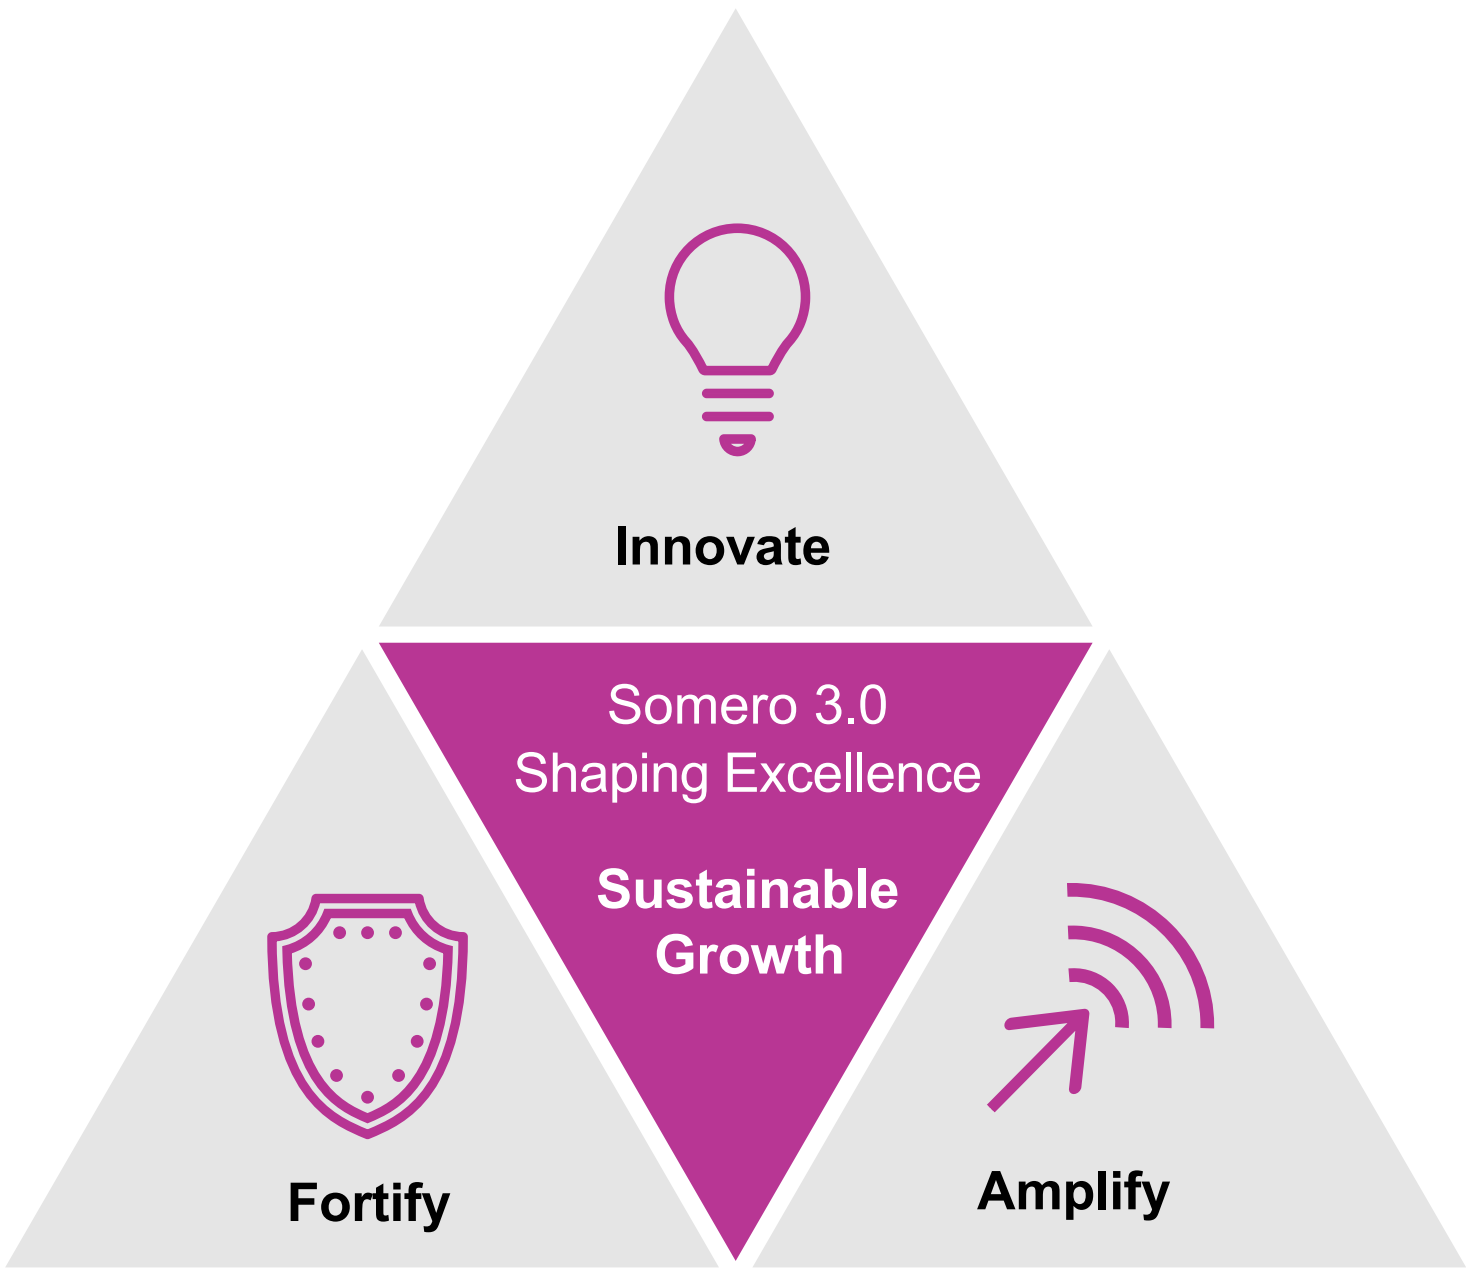 Innovate
Somero 3.0
Shaping Excellence
Sustainable
Growth
Fortify
Amplify